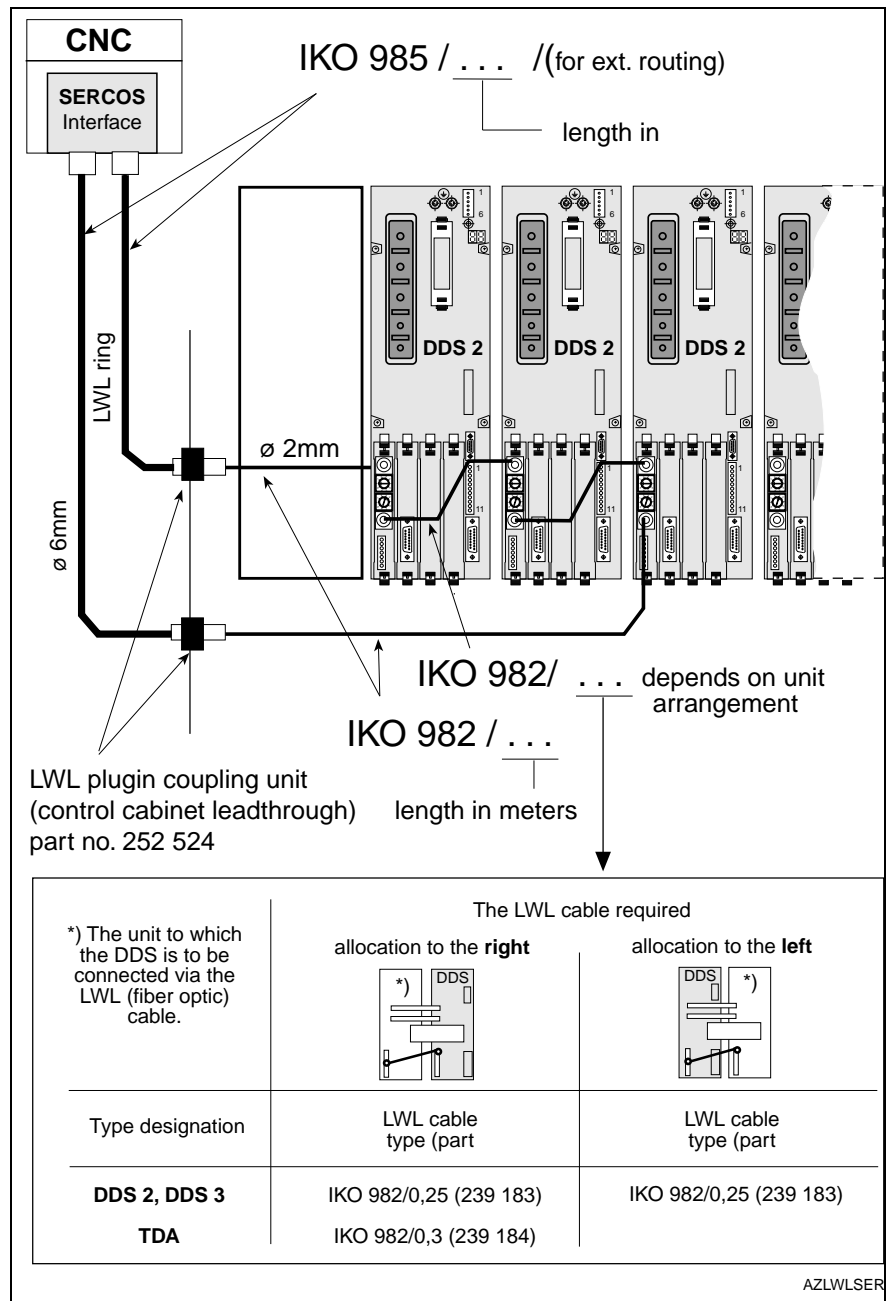 CNC
SERCOS
Interface
IKO 985 / . . . /(for ext. routing)
length in
LWL ring
ø 6mm
ø 2mm
1
6
DDS 2
1
11
1
6
DDS 2
1
11
1
6
DDS 2
1
11
IKO 982/ . . . depends on unit
arrangement
IKO 982 / . . .
length in meters
LWL plugin coupling unit
(control cabinet leadthrough)
part no. 252 524
*) The unit to which
the DDS is to be
connected via the
LWL (fiber optic)
cable.
The LWL cable required
allocation to the right
*) DDS
allocation to the left
DDS *)
Type designation
LWL cable
type (part
LWL cable
type (part
DDS 2, DDS 3 IKO 982/0,25 (239 183) IKO 982/0,25 (239 183)
TDA IKO 982/0,3 (239 184)
AZLWLSER